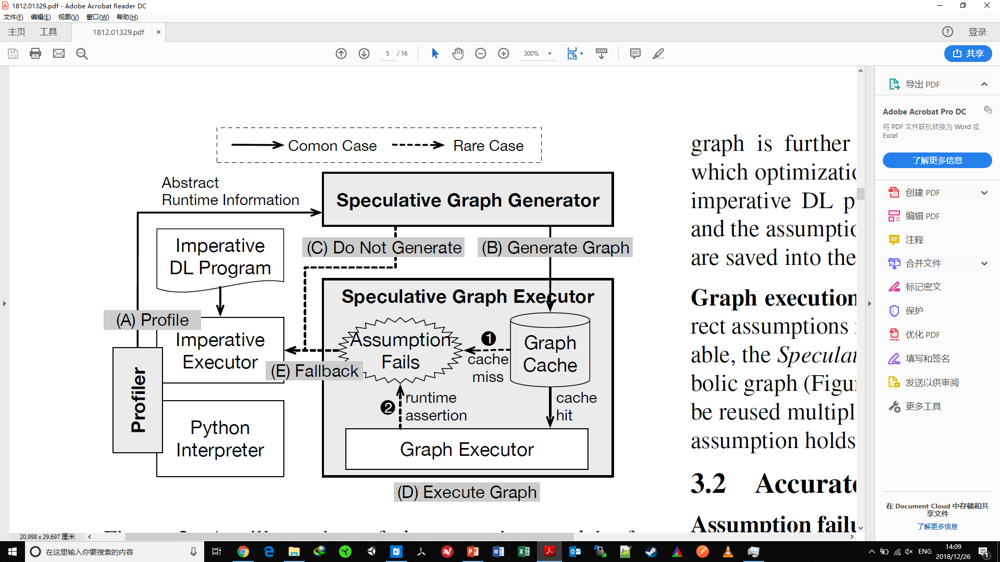 1812.01329.pdf - Adobe Acrobat Reader DC
文件(F) 编辑(E) 视图(V) 窗口(W) 帮助(H)
主页 工具 1812.01329.pdf × ? 登录
5 / 16 300% 共享
Comon Case Rare Case
Abstract
Runtime Information
Speculative Graph Generator
(C) Do Not Generate
(B) Generate Graph
Imperative
DL Program
(A) Profile
Imperative
Executor
Profiler
Python
Interpreter
Speculative Graph Executor
Assumption
Fails
(E) Fallback
1
cache
miss
Graph
Cache
2
runtime
assertion
cache
hit
Graph Executor
(D) Execute Graph
graph is further
which optimizatio
imperative DL p
and the assumptio
are saved into the
Graph execution
rect assumptions
able, the Speculat
bolic graph (Figu
be reused multipl
assumption holds
3.2 Accurate
Assumption failu
导出 PDF
Adobe Acrobat Pro DC
将 PDF 文件联机转换为 Word 或
Excel
了解更多信息
创建 PDF
编辑 PDF
注释
合并文件
标记密文
保护
优化 PDF
填写和签名
发送以供审阅
更多工具
在 Document Cloud 中存储和共
享文件
了解更多信息
20.998 x 29.697 厘米
在这里输入你要搜索的内容
ENG
14:09
2018/12/26
1